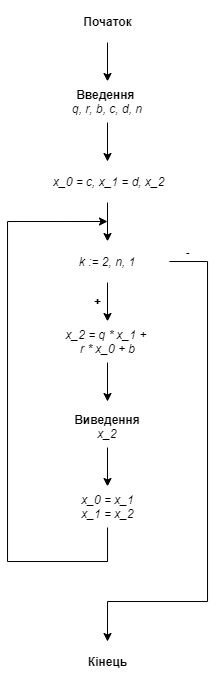 Початок
Введення
q, r, b, c, d, n
x_0 = c, x_1 = d, x_2
k := 2, n, 1
-
+
x_2 = q * x_1 +
r * x_0 + b
Виведення
x_2
x_0 = x_1
x_1 = x_2
Кінець